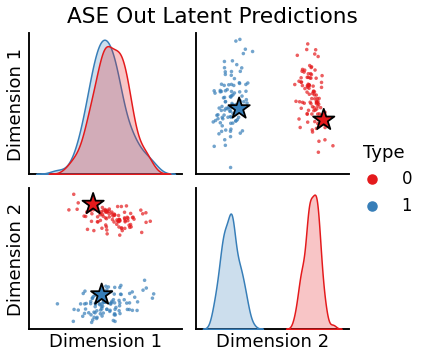 ASE Out Latent Predictions
Dimension 1
Type
0
1
Dimension 2
Dimension 1
Dimension 2